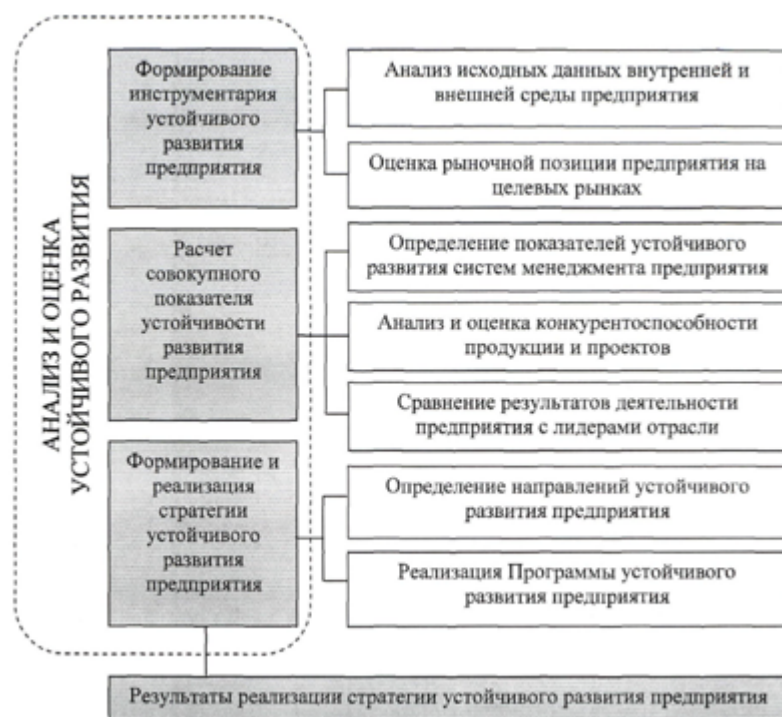 АНАЛИЗ И ОЦЕНКА
УСТОЙЧИВОГО РАЗВИТИЯ
Формирование
инструментария
устойчивого
развития
предприятия
Анализ исходных данных внутренней и
внешней среды предприятия
Оценка рыночной позиции предприятия на
целевых рынках
Расчет
совокупного
показателя
устойчивости
развития
предприятия
Определение показателей устойчивого
развития систем менеджмента предприятия
Анализ и оценка конкурентоспособности
продукции и проектов
Сравнение результатов деятельности
предприятия с лидерами отрасли
Формирование и
реализация
стратегии
устойчивого
развития
предприятия
Определение направлений устойчивого
развития предприятия
Реализация Программы устойчивого
развития предприятия
Результаты реализации стратегии устойчивого развития предприятия